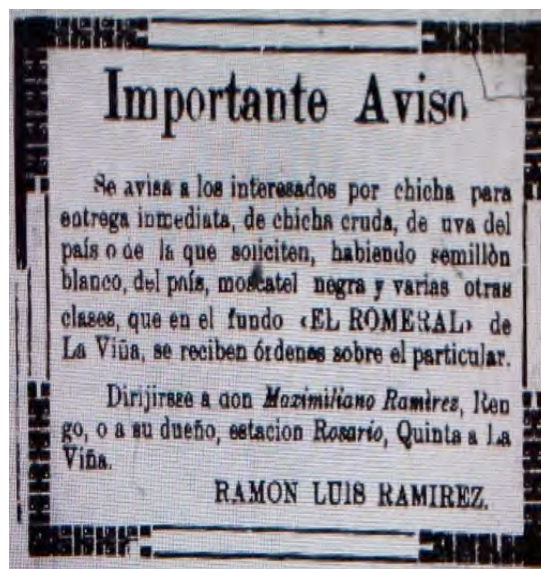 Importante Aviso
Se avisa a los interesados por chicha para
entrega inmediata, de chicha cruda, de uva del
país o de la que soliciten, habiendo semillòn
blanco, del país, moscatel negra y varias otras
clases, que en el fundo «EL ROMERAL» de
La Viña, se reciben órdenes sobre el particular.
Dirijirse a don Maximiliano Ramìrez, Ren
go, o a su dueño, estacion Rosario, Quinta a La
Viña.
RAMON LUIS RAMIREZ.